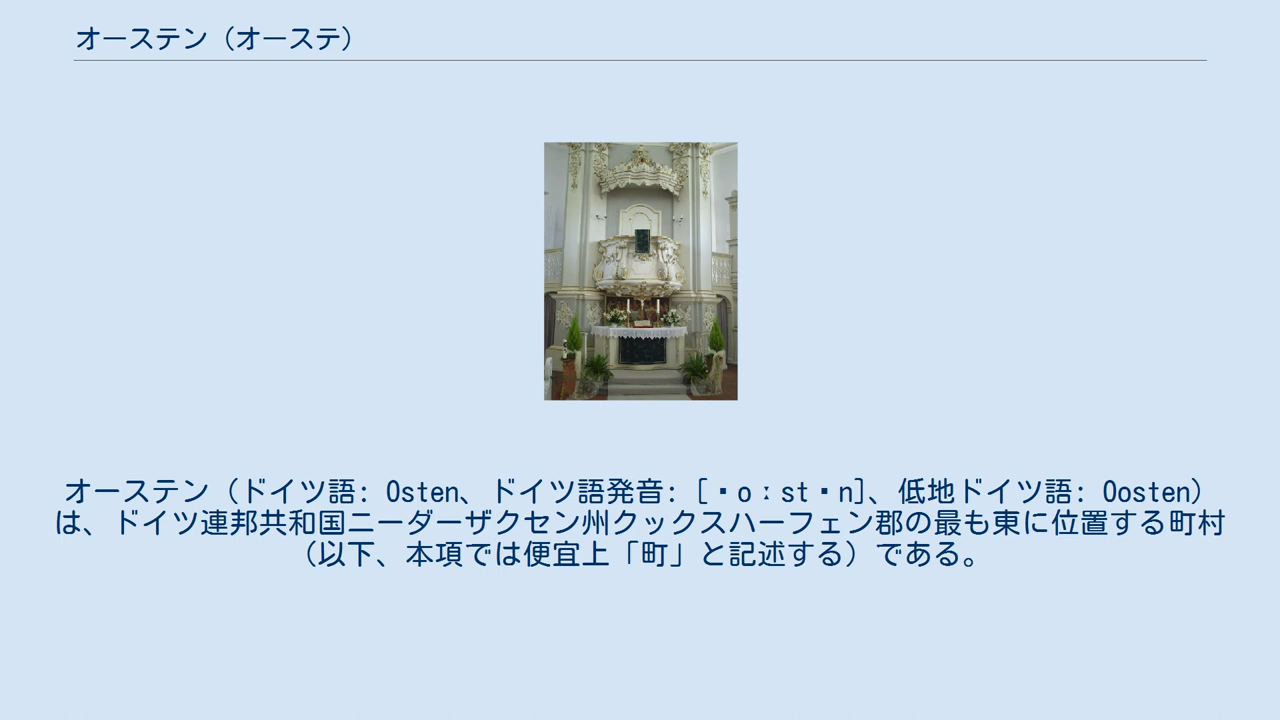 オーステン（オーステ）
オーステン（ドイツ語: Osten、ドイツ語発音: [▪oːst▪n]、低地ドイツ語: Oosten）
は、ドイツ連邦共和国ニーダーザクセン州クックスハーフェン郡の最も東に位置する町村
（以下、本項では便宜上「町」と記述する）である。